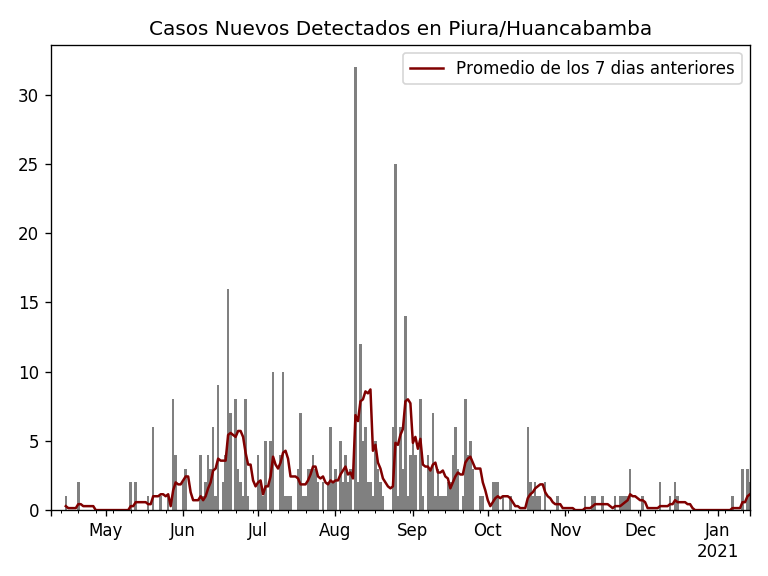 Casos Nuevos Detectados en Piura/Huancabamba
Promedio de los 7 dias anteriores
30
25
20
15
10
5
0
May Jun Jul Aug Sep Oct Nov Dec Jan
2021